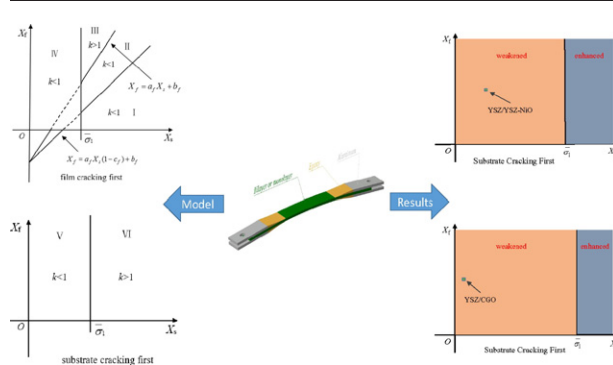 X_f
IV
III
k>1
II
k<1
k<1
X_f = a_f X_s + b_f
k<1 I
O
σ̄_1
X_s
X_f = a_f X_s (1 - c_f) + b_f
film cracking first
Model
X_f
V
VI
k<1
k>1
O
σ̄_1
X_s
substrate cracking first
Results
X_f
weakened
enhanced
YSZ/YSZ-NiO
O
σ̄_1
X
Substrate Cracking First
X_f
weakened
enhanced
YSZ/CGO
O
σ̄_1
X
Substrate Cracking First